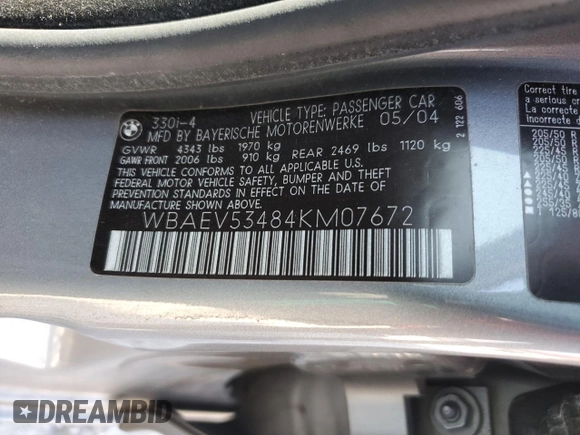 BMW
330i-4
VEHICLE TYPE: PASSENGER CAR
MFD BY BAYERISCHE MOTORENWERKE 05/04
GVWR 4343 lbs 1970 kg
GAWR FRONT 2006 lbs 910 kg REAR 2469 lbs 1120 kg
THIS VEHICLE CONFORMS TO ALL APPLICABLE
FEDERAL MOTOR VEHICLE SAFETY, BUMPER AND THEFT
PREVENTION STANDARDS IN EFFECT ON THE DATE OF
MANUFACTURE SHOWN ABOVE.
WBAEV53484KM07672
2 122 606
Correct tire
a serious cr
La correcte
205/50 R
DREAMBID